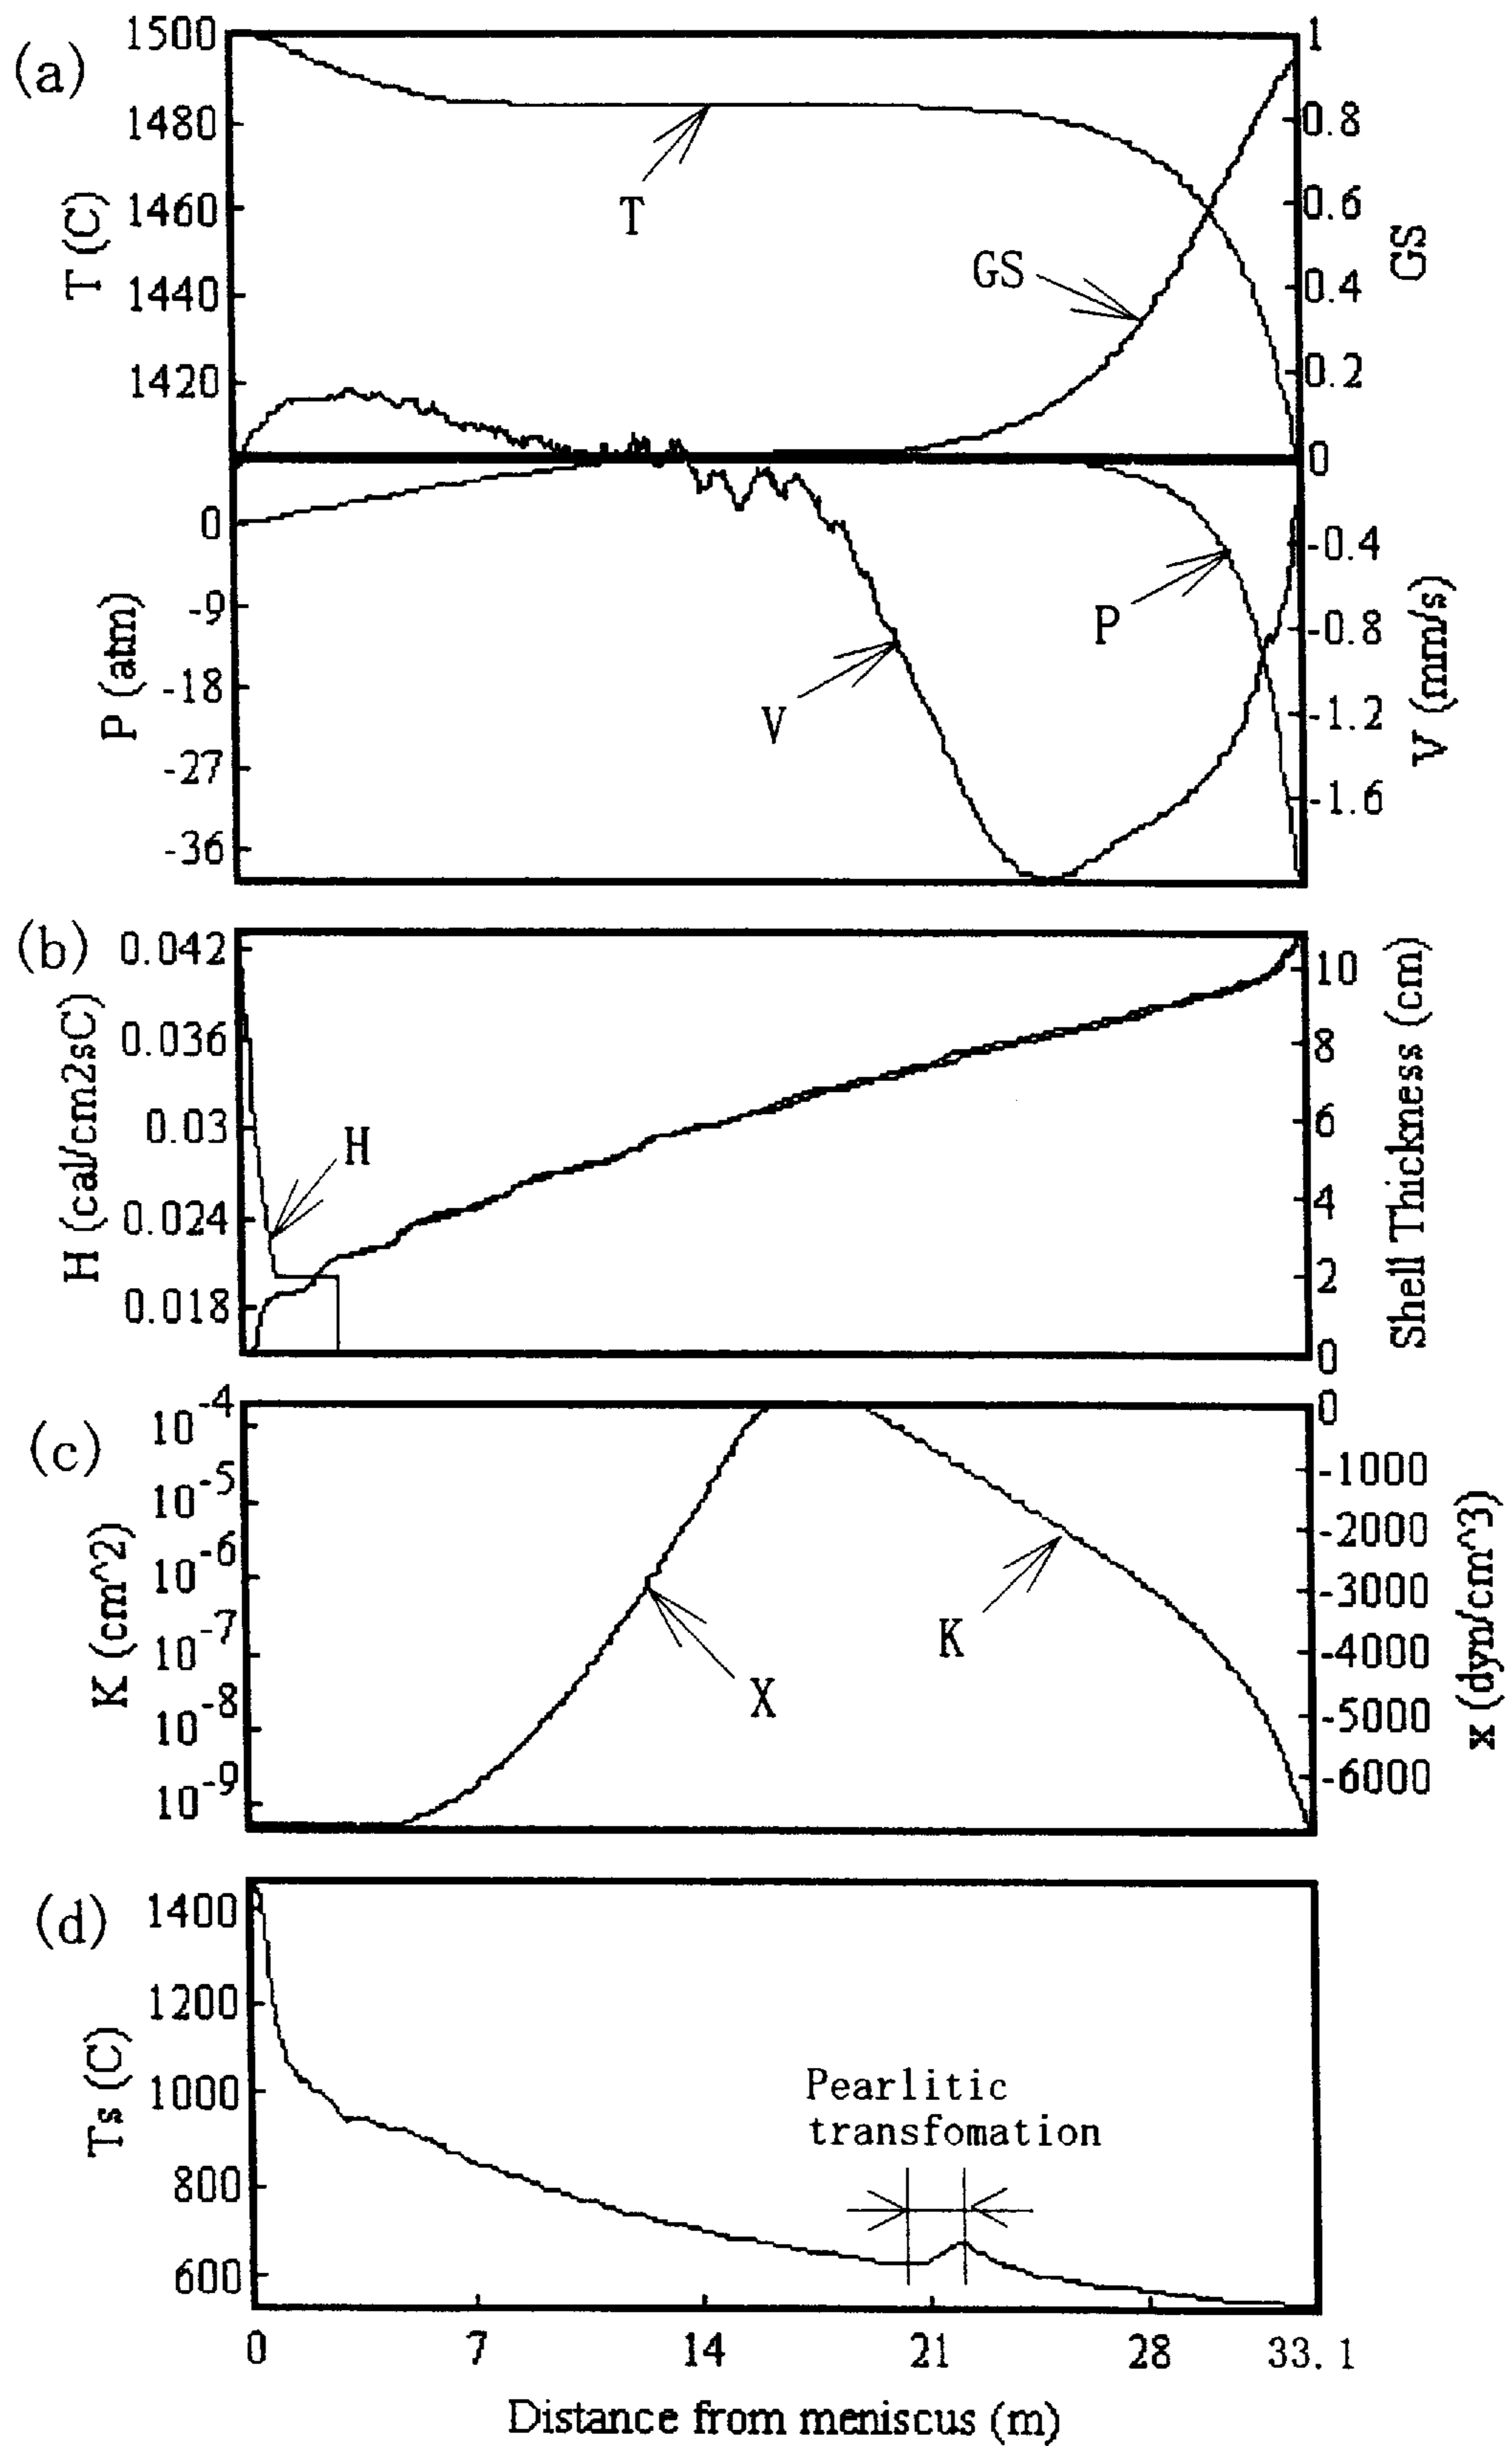 (a)
1500
1480
1460
1440
1420
T (C)
1
0.8
0.6
0.4
0.2
0
GS
T
GS
0
-9
-18
-27
-36
P (atm)
-0.4
-0.8
-1.2
-1.6
V (mm/s)
P
V
(b)
0.042
0.036
0.03
0.024
0.018
H (cal/cm2sC)
10
8
6
4
2
0
Shell Thickness (cm)
H
(c)
10-4
10-5
10-6
10-7
10-8
10-9
K (cm^2)
0
-1000
-2000
-3000
-4000
-5000
-6000
x (dyn/cm^3)
X
K
(d)
1400
1200
1000
800
600
Ts (C)
Pearlitic
transfomation
0 7 14 21 28 33.1
Distance from meniscus (m)